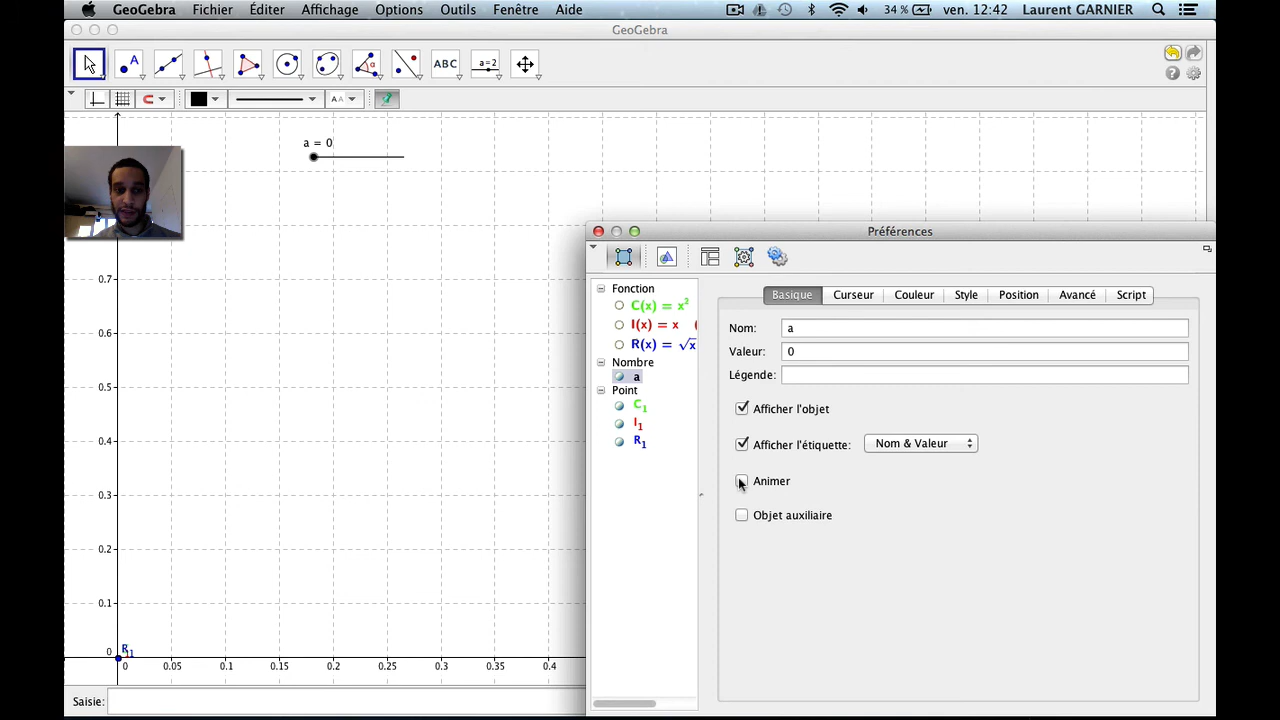 GeoGebra Fichier Éditer Affichage Options Outils Fenêtre Aide 34 % ven. 12:42 Laurent GARNIER
GeoGebra
A ABC a=2
AA
a = 0
Préférences
Fonction
C(x) = x²
I(x) = x (
R(x) = √x
Nombre
a
Point
C₁
I₁
R₁
Basique Curseur Couleur Style Position Avancé Script
Nom: a
Valeur: 0
Légende:
Afficher l'objet
Afficher l'étiquette: Nom & Valeur
Animer
Objet auxiliaire
0.7
0.6
0.5
0.4
0.3
0.2
0.1
0
0 0.05 0.1 0.15 0.2 0.25 0.3 0.35 0.4
Saisie: